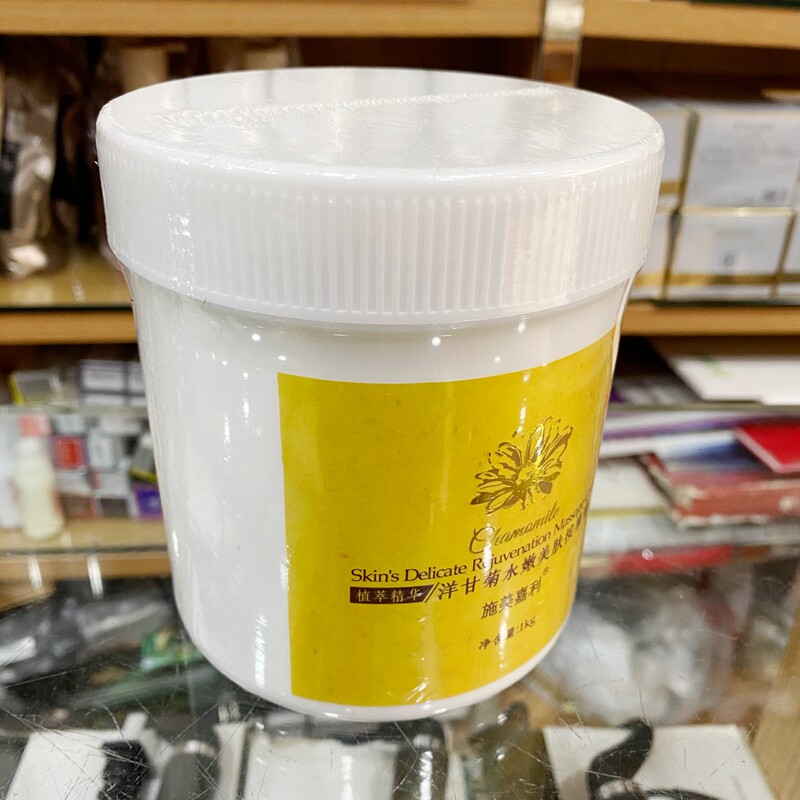 Chamomile
Skin's Delicate Rejuvenation Massage
植萃精华/洋甘菊水嫩美肤按摩
施美嘉利®
净含量:1kg